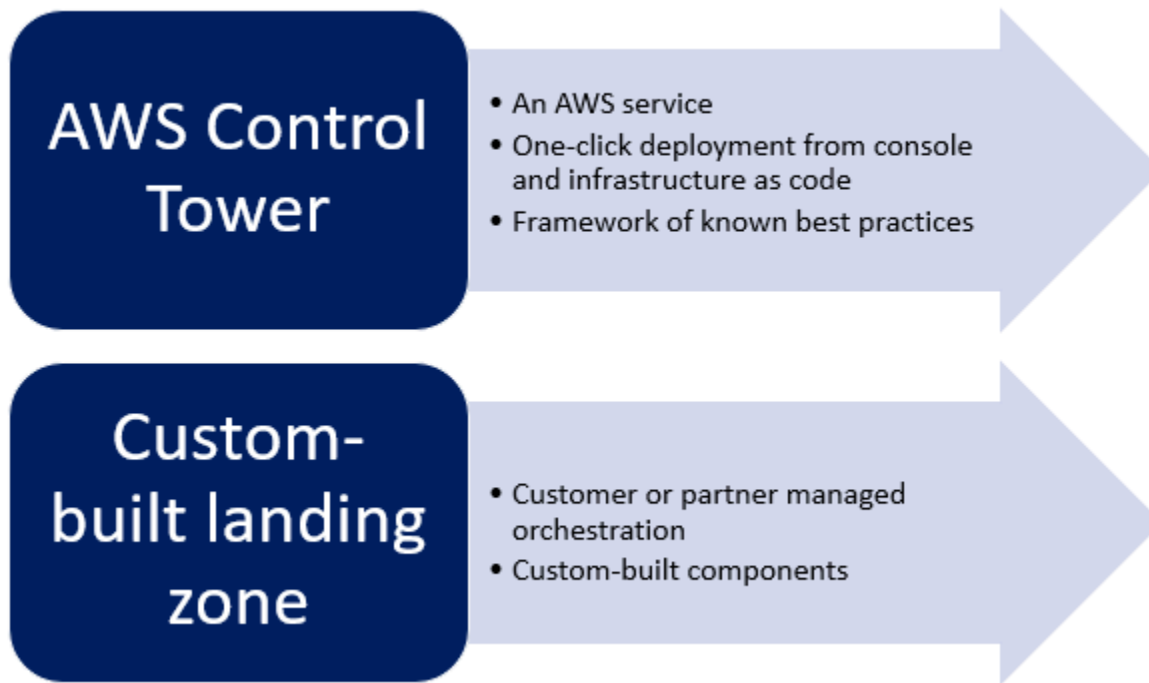 AWS Control
Tower
• An AWS service
• One-click deployment from console
and infrastructure as code
• Framework of known best practices
Custom-
built landing
zone
• Customer or partner managed
orchestration
• Custom-built components